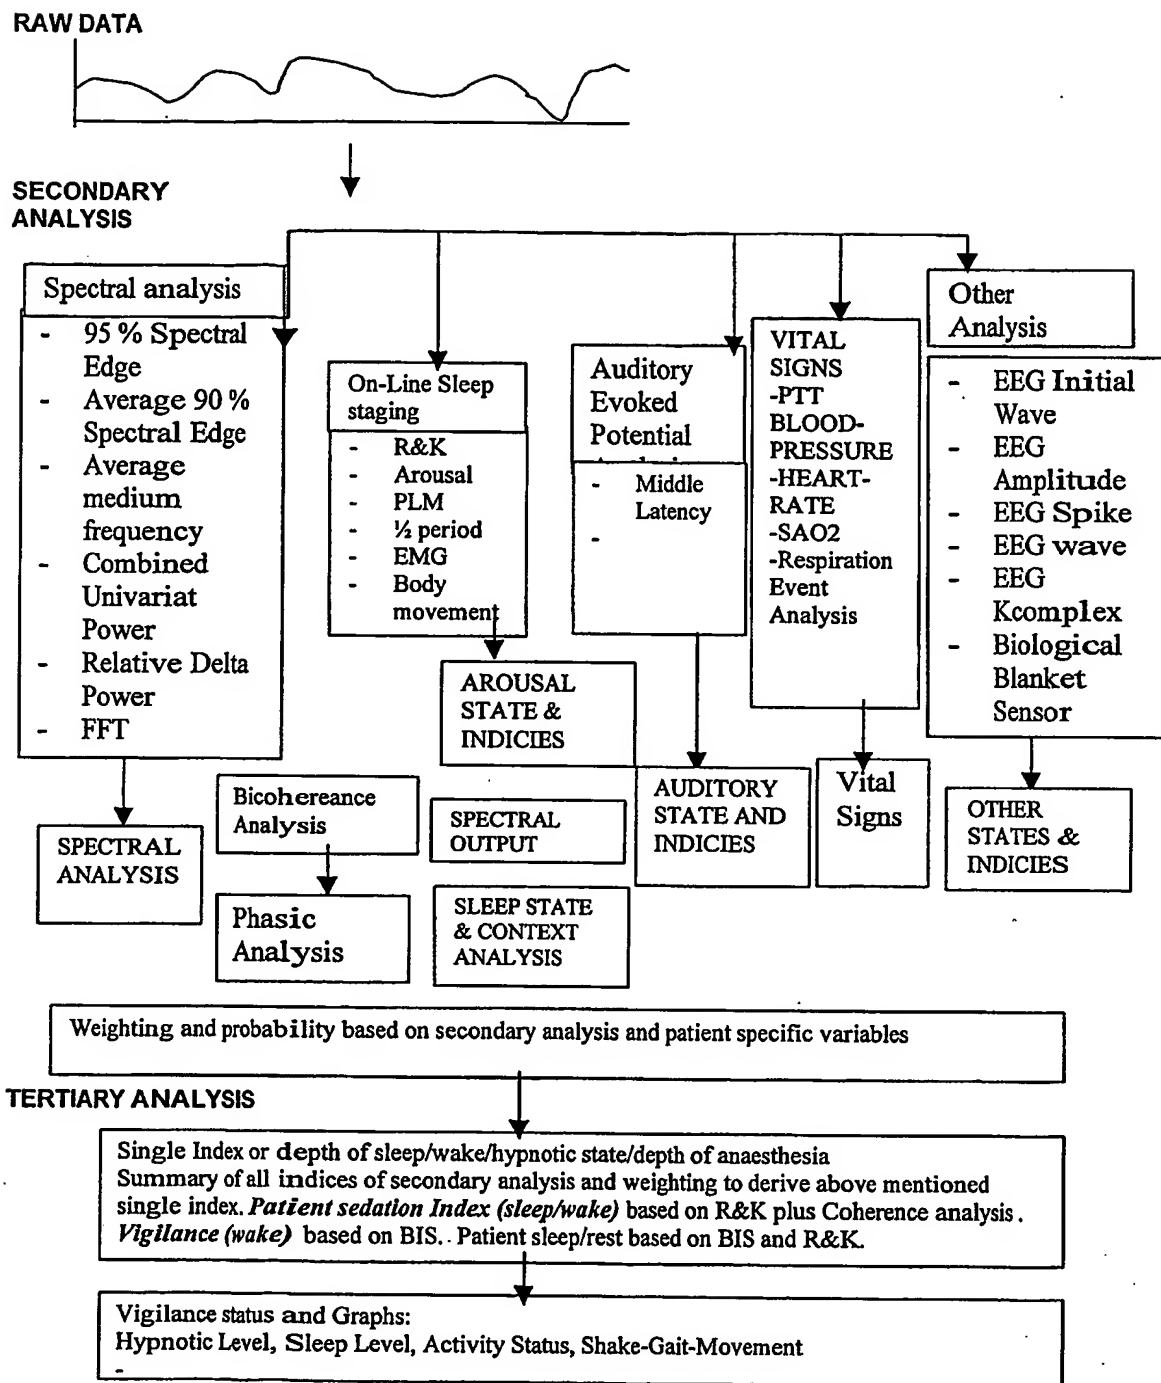 RAW DATA
SECONDARY
ANALYSIS
Spectral analysis
- 95 % Spectral
Edge
- Average 90 %
Spectral Edge
- Average
medium
frequency
- Combined
Univariat
Power
- Relative Delta
Power
- FFT
On-Line Sleep
staging
- R&K
- Arousal
- PLM
- ½ period
- EMG
- Body
movement
Auditory
Evoked
Potential
- Middle
Latency
-
VITAL
SIGNS
-PTT
BLOOD-
PRESSURE
-HEART-
RATE
-SAO2
-Respiration
Event
Analysis
Other
Analysis
- EEG Initial
Wave
- EEG
Amplitude
- EEG Spike
- EEG wave
- EEG
Kcomplex
- Biological
Blanket
Sensor
SPECTRAL
ANALYSIS
Bicohereance
Analysis
Phasic
Analysis
AROUSAL
STATE &
INDICIES
SPECTRAL
OUTPUT
SLEEP STATE
& CONTEXT
ANALYSIS
AUDITORY
STATE AND
INDICIES
Vital
Signs
OTHER
STATES &
INDICIES
Weighting and probability based on secondary analysis and patient specific variables
TERTIARY ANALYSIS
Single Index or depth of sleep/wake/hypnotic state/depth of anaesthesia
Summary of all indices of secondary analysis and weighting to derive above mentioned
single index. Patient sedation Index (sleep/wake) based on R&K plus Coherence analysis.
Vigilance (wake) based on BIS.. Patient sleep/rest based on BIS and R&K.
Vigilance status and Graphs:
Hypnotic Level, Sleep Level, Activity Status, Shake-Gait-Movement
-